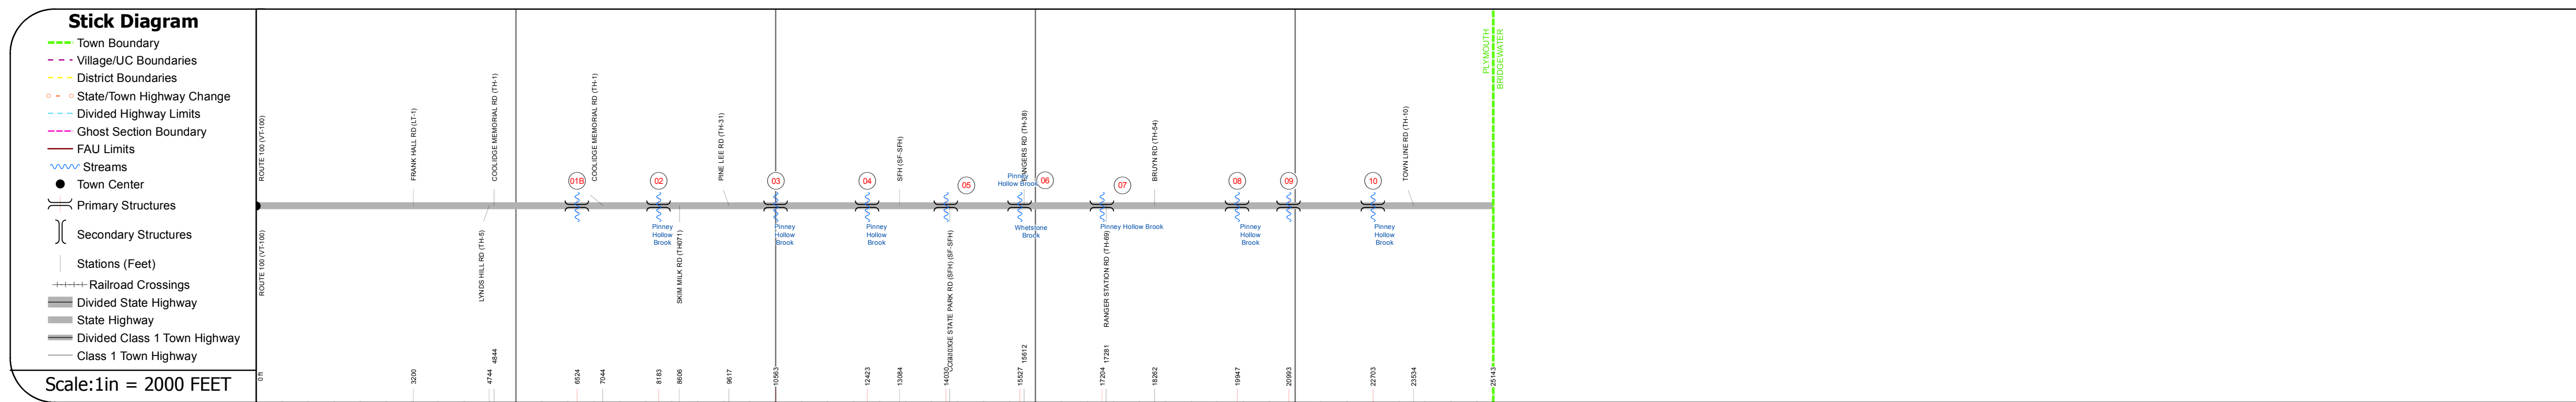 Stick Diagram
Town Boundary
Village/UC Boundaries
District Boundaries
State/Town Highway Change
Divided Highway Limits
Ghost Section Boundary
FAU Limits
Streams
Town Center
Primary Structures
Secondary Structures
Stations (Feet)
Railroad Crossings
Divided State Highway
State Highway
Divided Class 1 Town Highway
Class 1 Town Highway
Scale:1in = 2000 FEET
ROUTE 100 (VT-100)
FRANK HALL RD (LT-1)
COOLIDGE MEMORIAL RD (TH-1)
COOLIDGE MEMORIAL RD (TH-1)
PINE LEE RD (TH-31)
SFH (SF-SFH)
BRUYN RD (TH-54)
TOWN LINE RD (TH-10)
PLYMOUTH
BRIDGEWATER
01B
02
03
04
05
06
07
08
09
10
Pinney
Hollow Brook
Pinney
Hollow
Brook
Pinney
Hollow
Brook
Pinney
Hollow
Brook
Whetstone
Brook
Pinney Hollow Brook
Pinney
Hollow
Brook
Pinney
Hollow
Brook
ROUTE 100 (VT-100)
LYNDS HILL RD (TH-5)
SKIM MILK RD (TH071)
STATE PARK RD (SFH) (SF-SFH)
RANGER STATION RD (TH-69)
0 ft
3200
4744
4844
6524
7044
8183
8606
9617
10563
12423
13084
14030
15527
15612
17204
17281
18262
19947
20993
22703
23534
25143